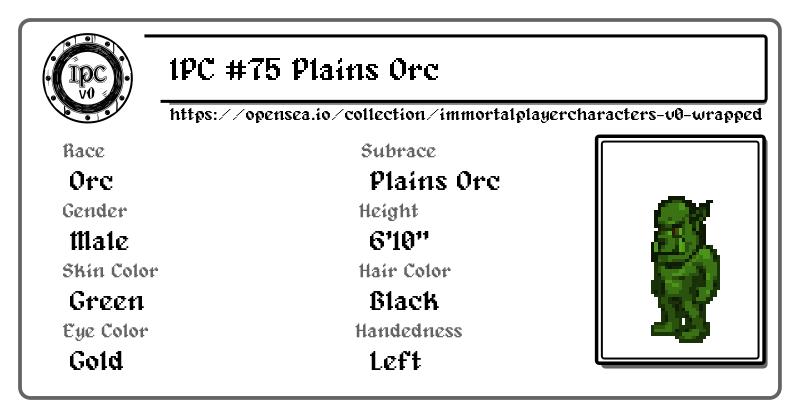 IPC
v0
IPC #75 Plains Orc
https://opensea.io/collection/immortalplayercharacters-v0-wrapped
Race
Orc
Subrace
Plains Orc
Gender
Male
Height
6'10"
Skin Color
Green
Hair Color
Black
Eye Color
Gold
Handedness
Left